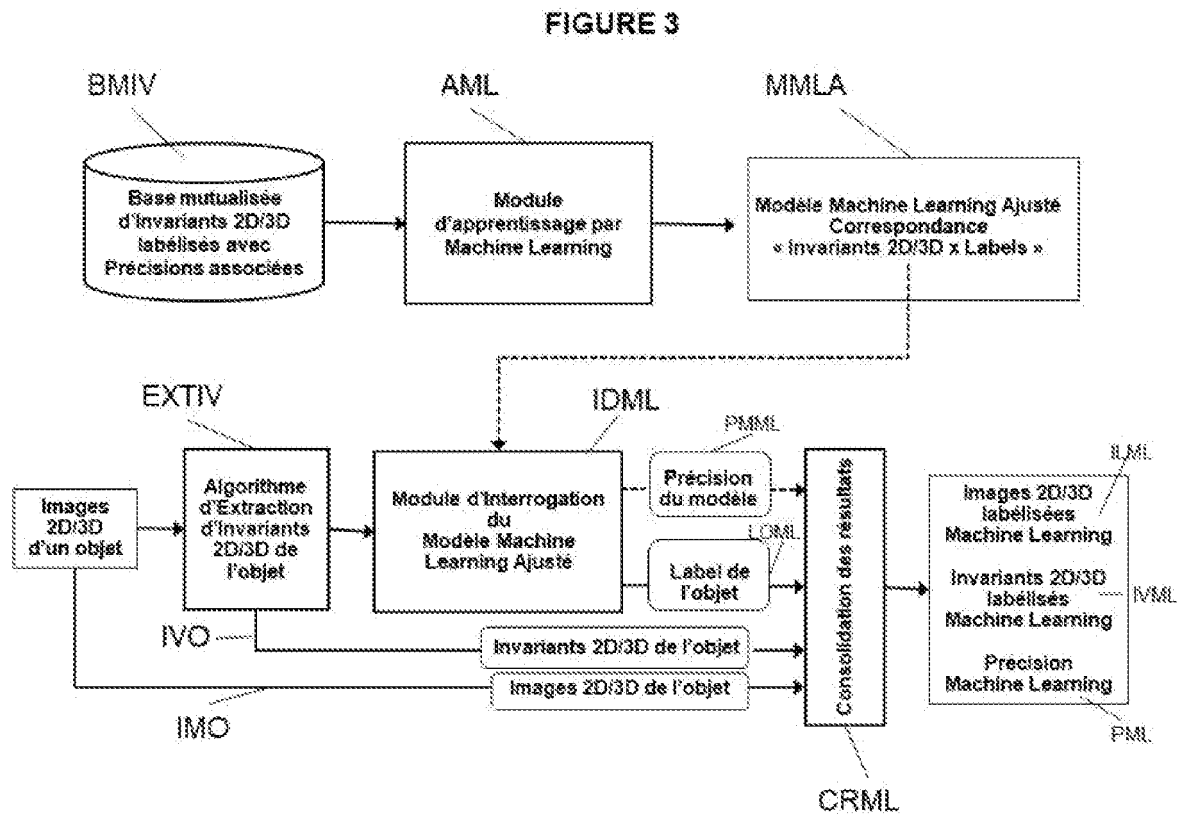 FIGURE 3
BMIV
AML
MMLA
Base mutualisée
d'Invariants 2D/3D
labélisés avec
Précisions associées
Module
d'apprentissage par
Machine Learning
Modèle Machine Learning Ajusté
Correspondance
« Invariants 2D/3D x Labels »
EXTIV
IDML
PMML
ILML
Images
2D/3D
d'un objet
Algorithme
d'Extraction
d'Invariants
2D/3D de
l'objet
Module d'Interrogation
du
Modèle Machine
Learning Ajusté
Précision
du modèle
LOML
Label de
l'objet
Consolidation des résultats
Images 2D/3D
labélisées
Machine Learning
Invariants 2D/3D
labélisés
Machine Learning
IVML
Précision
Machine Learning
PML
IVO
Invariants 2D/3D de l'objet
Images 2D/3D de l'objet
IMO
CRML